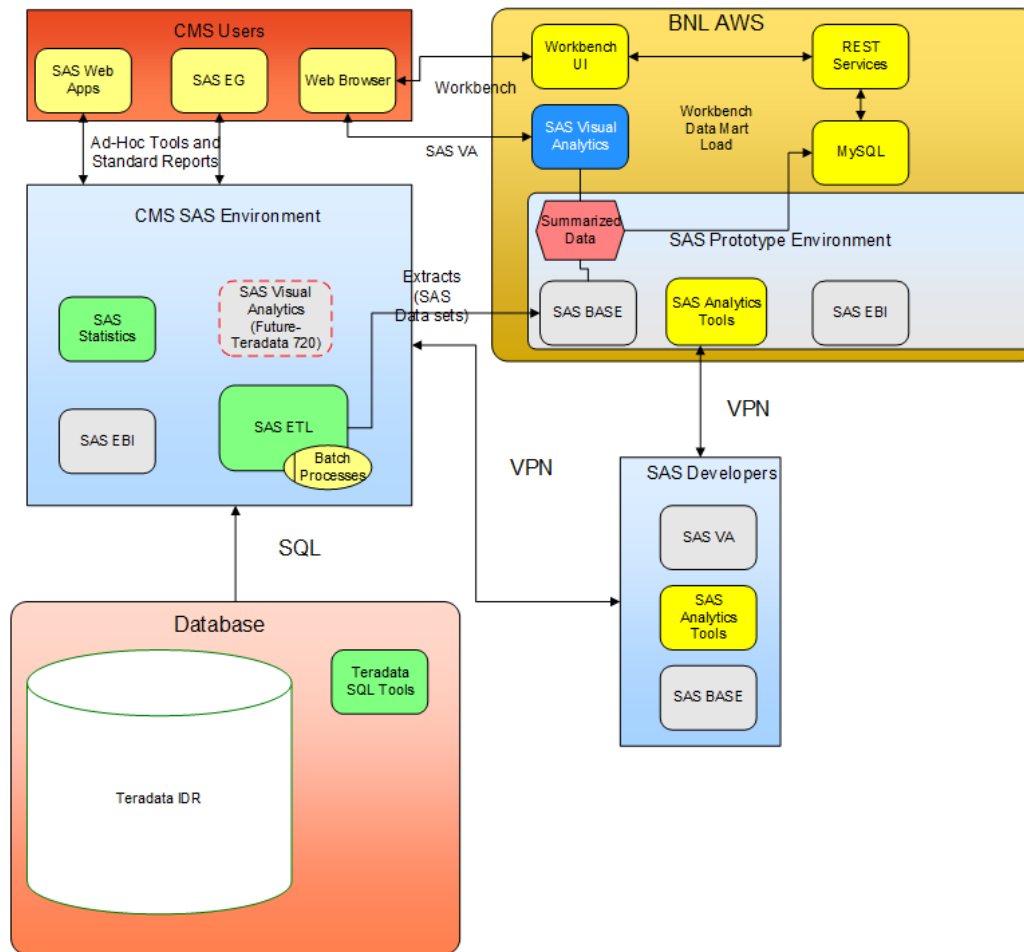 CMS Users
SAS Web
Apps
SAS EG
Web Browser
BNL AWS
Workbench
UI
REST
Services
Workbench
SAS Visual
Analytics
Workbench
Data Mart
Load
MySQL
SAS VA
Ad-Hoc Tools and
Standard Reports
CMS SAS Environment
Summarized
Data
SAS Prototype Environment
Extracts
(SAS
Data sets)
SAS Visual
Analytics
(Future-
Teradata 720)
SAS
Statistics
SAS BASE
SAS Analytics
Tools
SAS EBI
SAS EBI
SAS ETL
Batch
Processes
VPN
VPN
SAS Developers
SAS VA
SAS
Analytics
Tools
SAS BASE
SQL
Database
Teradata
SQL Tools
Teradata IDR